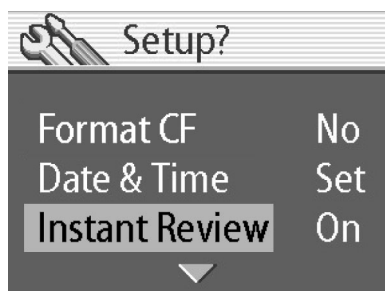 Setup?
Format CF No
Date & Time Set
Instant Review On